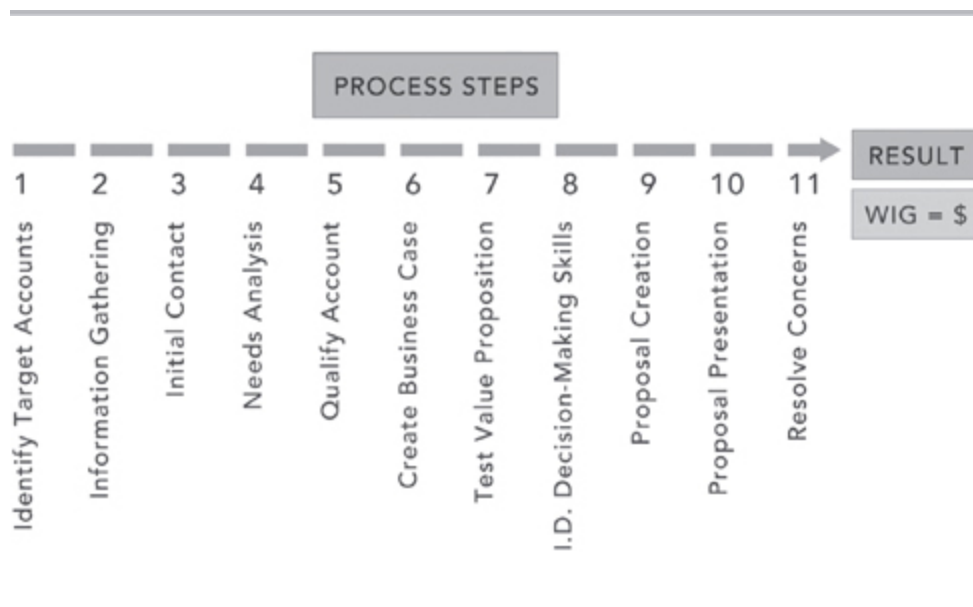 PROCESS STEPS
RESULT
WIG = $
1
2
3
4
5
6
7
8
9
10
11
Identify Target Accounts
Information Gathering
Initial Contact
Needs Analysis
Qualify Account
Create Business Case
Test Value Proposition
I.D. Decision-Making Skills
Proposal Creation
Proposal Presentation
Resolve Concerns